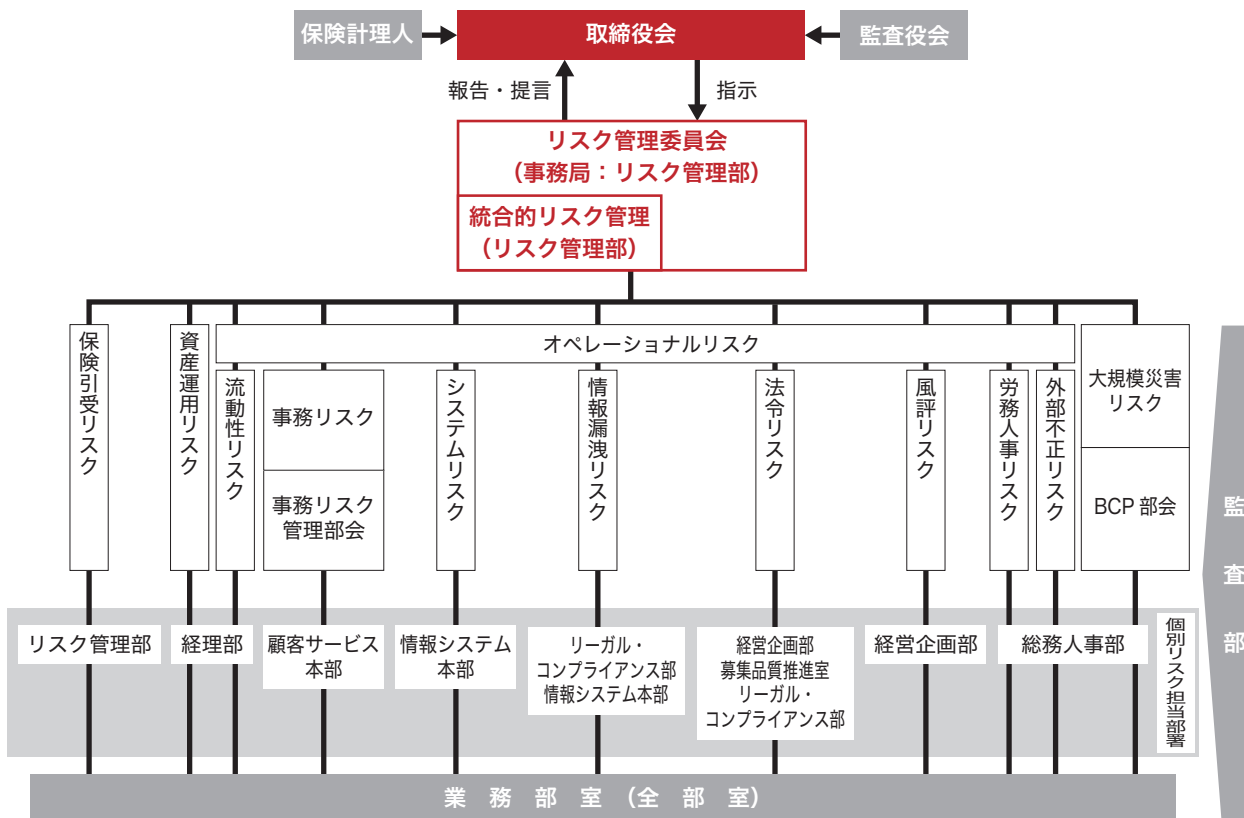 保険計理人
取締役会
監査役会
報告・提言
指示
リスク管理委員会
（事務局：リスク管理部）
統合的リスク管理
（リスク管理部）
保険引受リスク
資産運用リスク
オペレーショナルリスク
流動性リスク
事務リスク
事務リスク
管理部会
システムリスク
情報漏洩リスク
法令リスク
風評リスク
労務人事リスク
外部不正リスク
大規模災害
リスク
BCP 部会
監査部
リスク管理部
経理部
顧客サービス
本部
情報システム
本部
リーガル・
コンプライアンス部
情報システム本部
経営企画部
募集品質推進室
リーガル・
コンプライアンス部
経営企画部
総務人事部
個別リスク担当部署
業務部室（全部室）